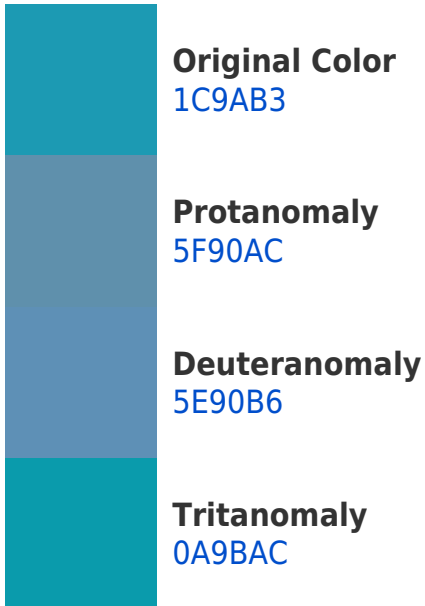 Original Color
1C9AB3
Protanomaly
5F90AC
Deuteranomaly
5E90B6
Tritanomaly
0A9BAC